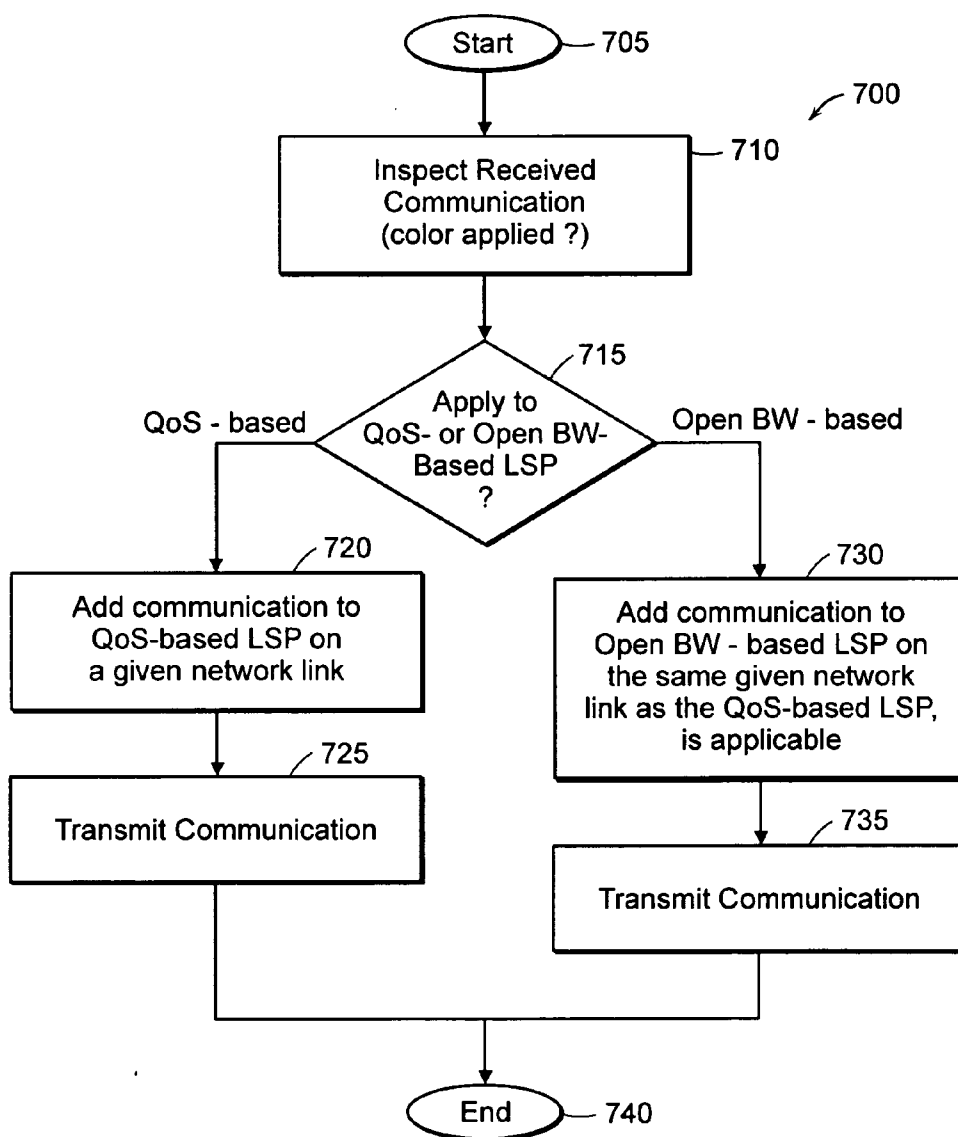 Start
705
700
710
Inspect Received
Communication
(color applied ?)
715
Apply to
QoS- or Open BW-
Based LSP
?
QoS - based
Open BW - based
720
Add communication to
QoS-based LSP on
a given network link
730
Add communication to
Open BW - based LSP on
the same given network
link as the QoS-based LSP,
is applicable
725
Transmit Communication
735
Transmit Communication
End
740